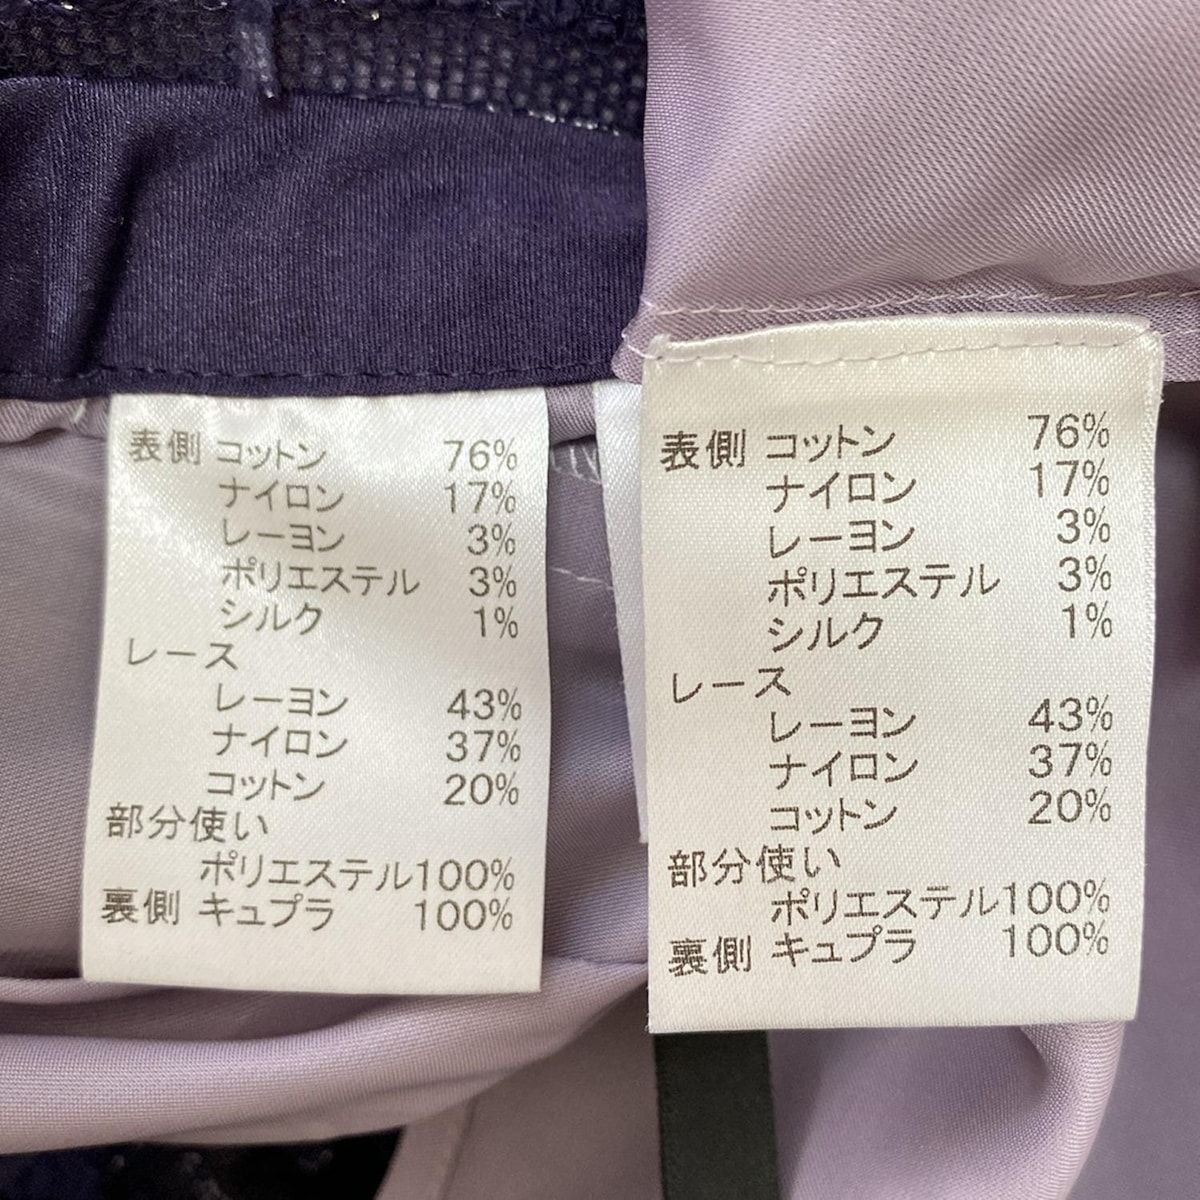 表側 コットン 76%
ナイロン 17%
レーヨン 3%
ポリエステル 3%
シルク 1%
レース
レーヨン 43%
ナイロン 37%
コットン 20%
部分使い
ポリエステル100%
裏側 キュプラ 100%
表側 コットン 76%
ナイロン 17%
レーヨン 3%
ポリエステル 3%
シルク 1%
レース
レーヨン 43%
ナイロン 37%
コットン 20%
部分使い
ポリエステル100%
裏側 キュプラ 100%